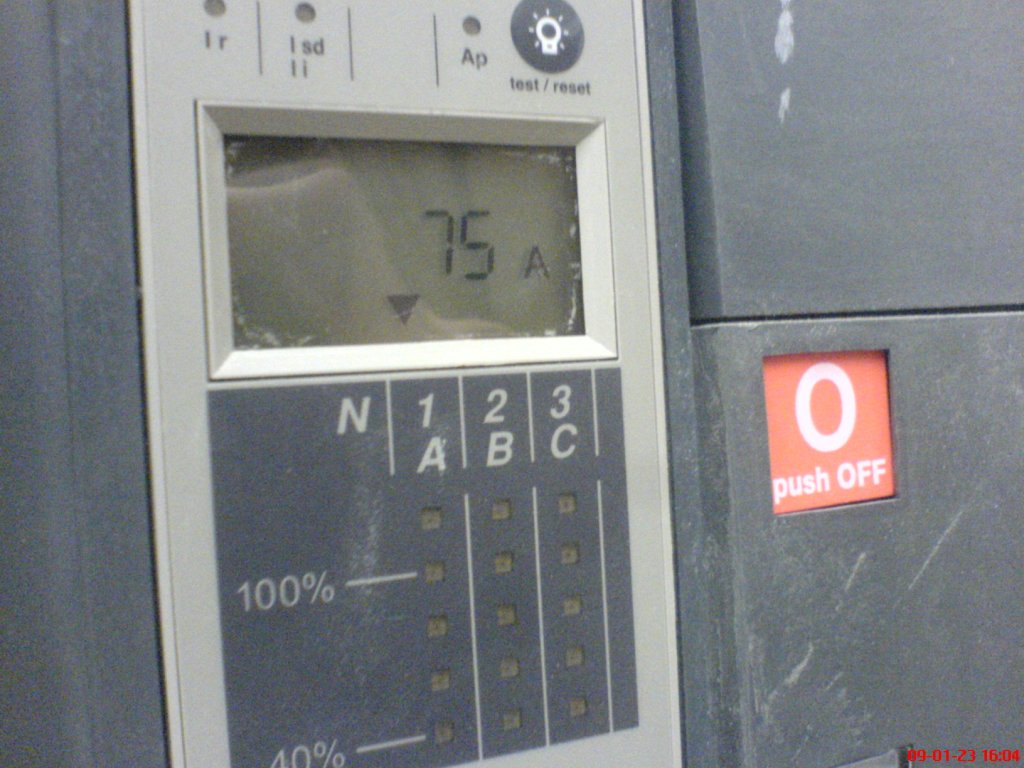 Ir
Isd
Ii
Ap
test / reset
75 A
N 1 2 3
A B C
100%
40%
O
push OFF
09-01-23 16:04